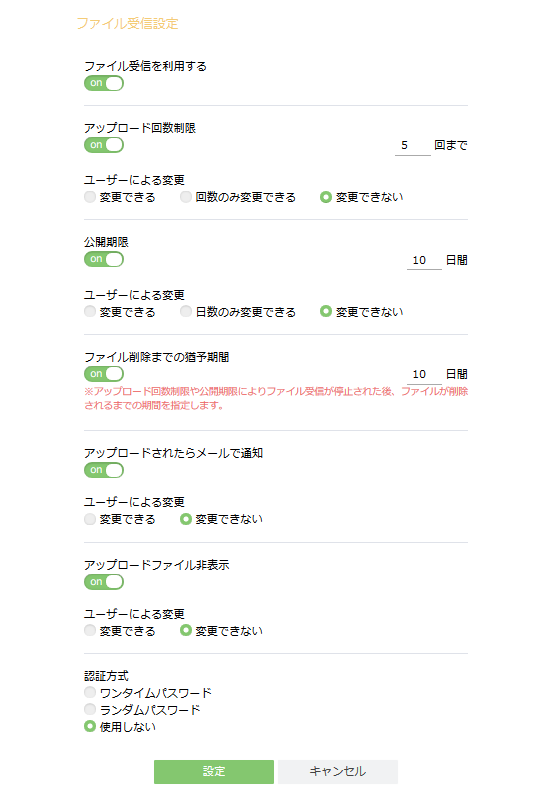 ファイル受信設定
ファイル受信を利用する
on
アップロード回数制限
on 5 回まで
ユーザーによる変更
変更できる 回数のみ変更できる 変更できない
公開期限
on 10 日間
ユーザーによる変更
変更できる 日数のみ変更できる 変更できない
ファイル削除までの猶予期間
on 10 日間
※アップロード回数制限や公開期限によりファイル受信が停止された後、ファイルが削除
されるまでの期間を指定します。
アップロードされたらメールで通知
on
ユーザーによる変更
変更できる 変更できない
アップロードファイル非表示
on
ユーザーによる変更
変更できる 変更できない
認証方式
ワンタイムパスワード
ランダムパスワード
使用しない
設定 キャンセル